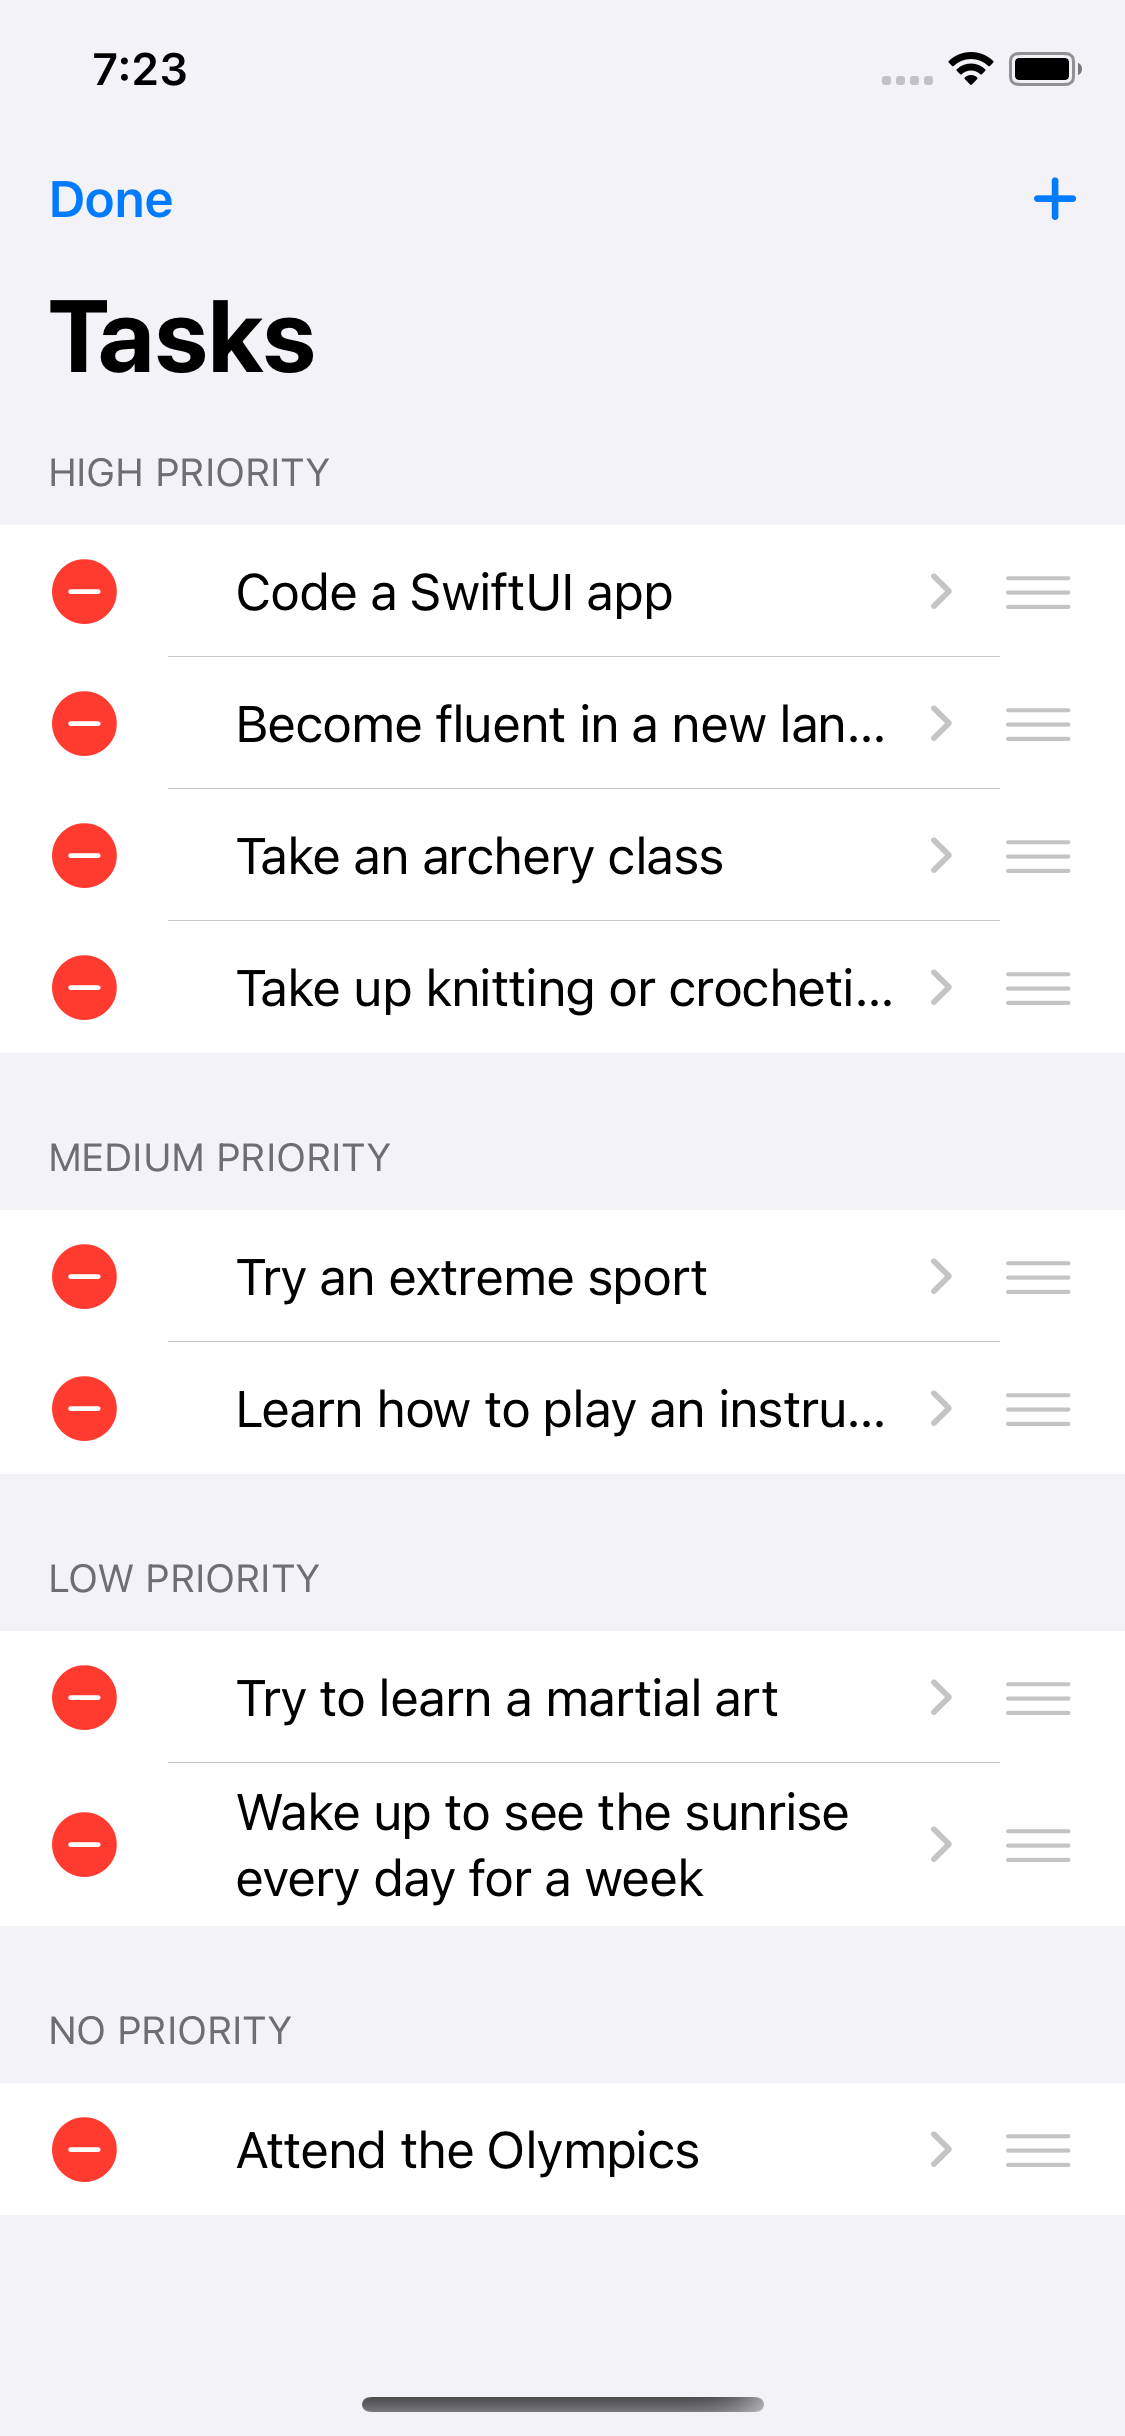 7:23
Done
Tasks
HIGH PRIORITY
Code a SwiftUI app
Become fluent in a new lan...
Take an archery class
Take up knitting or crocheti...
MEDIUM PRIORITY
Try an extreme sport
Learn how to play an instru...
LOW PRIORITY
Try to learn a martial art
Wake up to see the sunrise
every day for a week
NO PRIORITY
Attend the Olympics